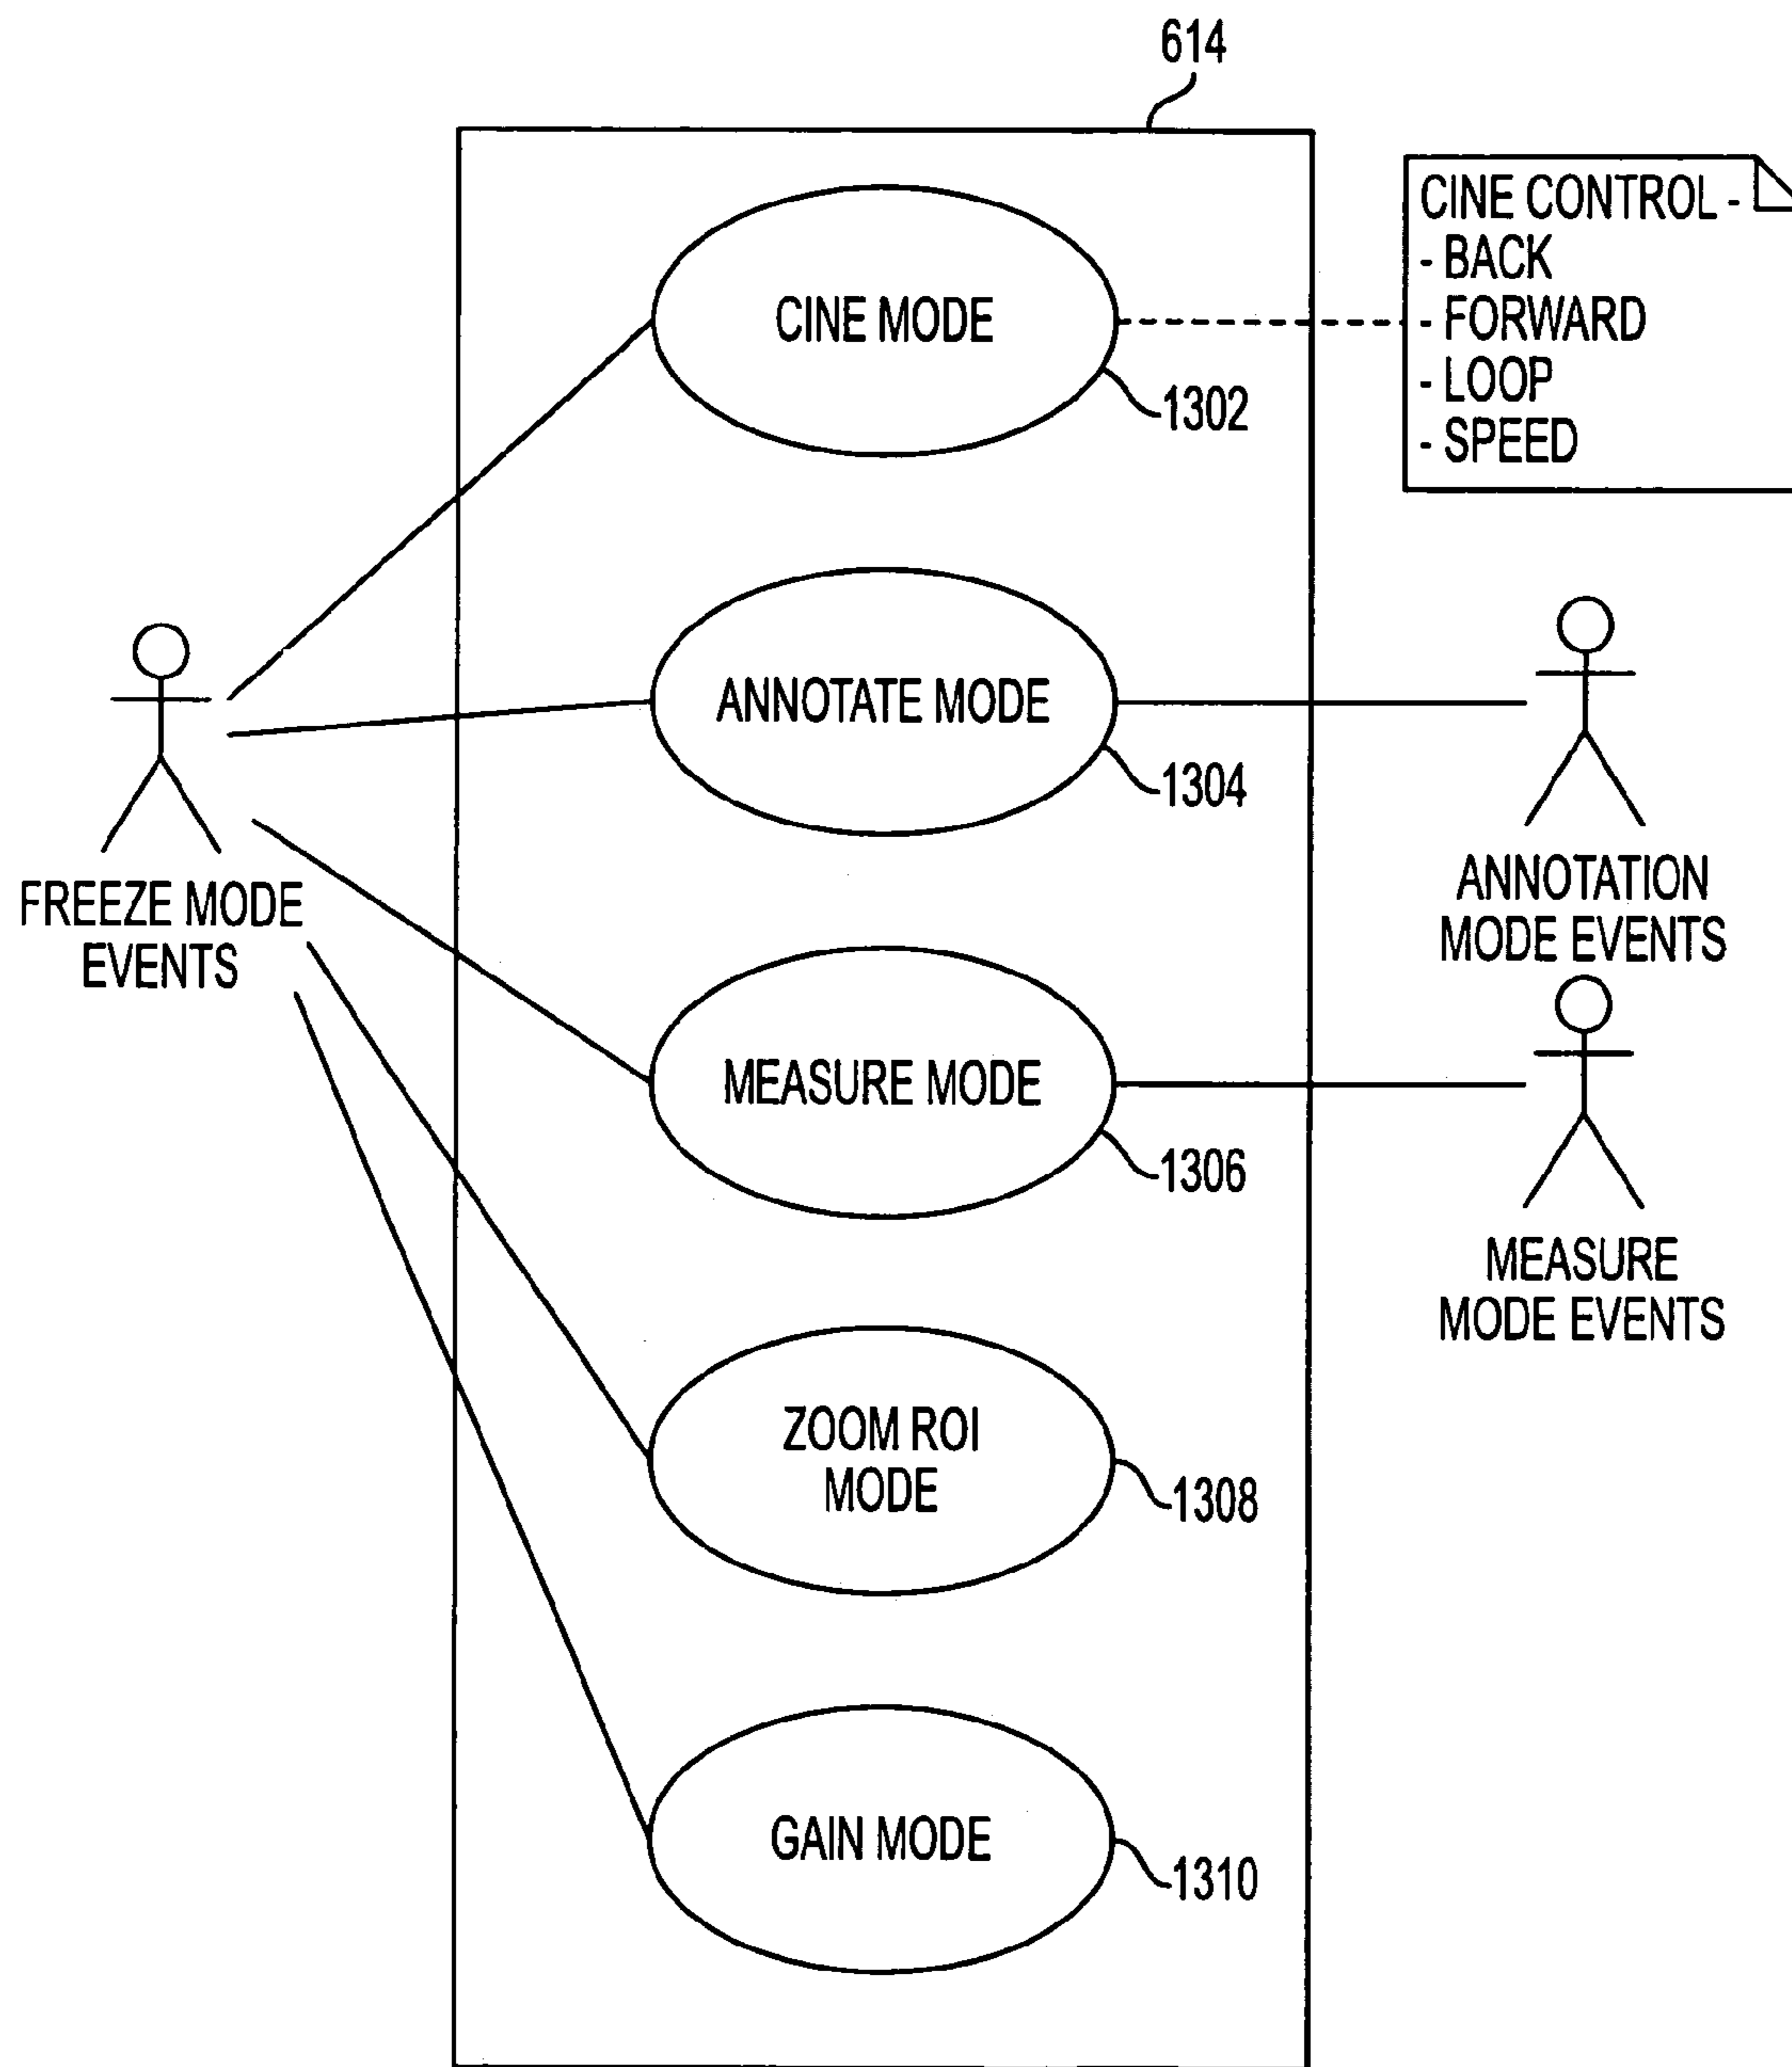 614
CINE CONTROL -
- BACK
- FORWARD
- LOOP
- SPEED
CINE MODE
1302
ANNOTATE MODE
1304
FREEZE MODE
EVENTS
ANNOTATION
MODE EVENTS
MEASURE MODE
1306
MEASURE
MODE EVENTS
ZOOM ROI
MODE
1308
GAIN MODE
1310